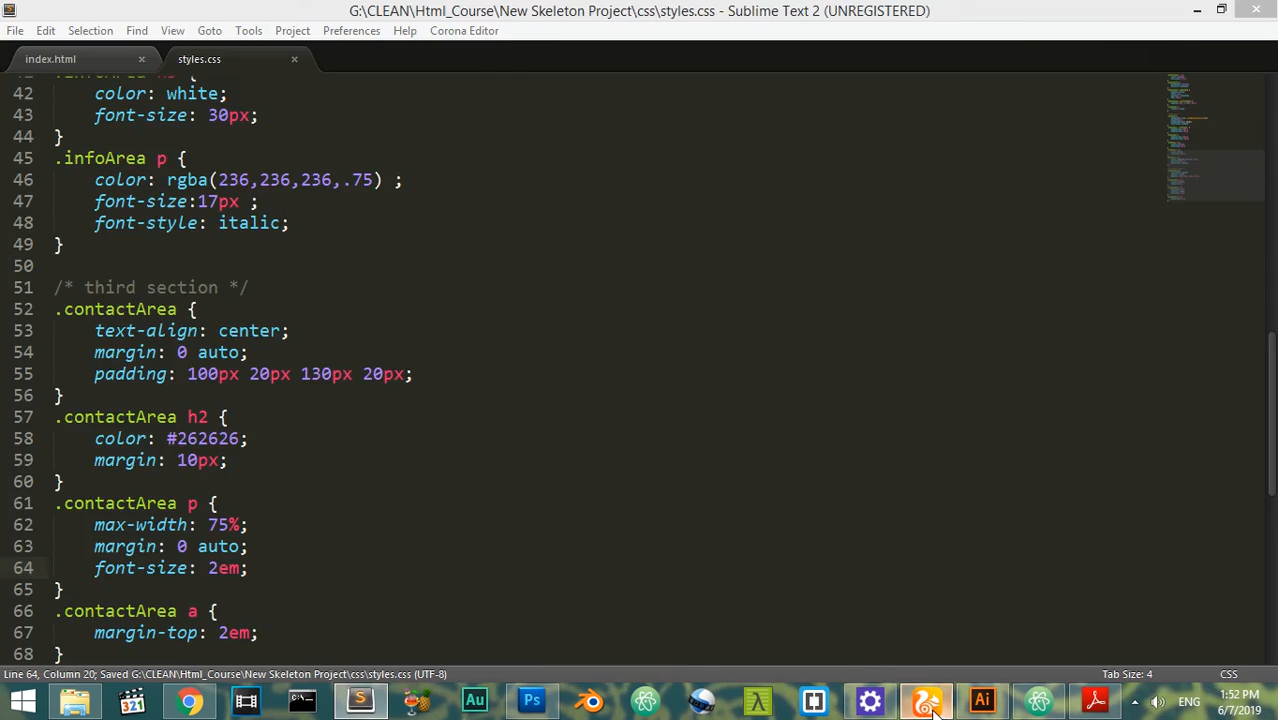 G:\CLEAN\Html_Course\New Skeleton Project\css\styles.css - Sublime Text 2 (UNREGISTERED)
File Edit Selection Find View Goto Tools Project Preferences Help Corona Editor
index.html × styles.css ×
42 color: white;
43 font-size: 30px;
44 }
45 .infoArea p {
46 color: rgba(236,236,236,.75) ;
47 font-size:17px ;
48 font-style: italic;
49 }
50
51 /* third section */
52 .contactArea {
53 text-align: center;
54 margin: 0 auto;
55 padding: 100px 20px 130px 20px;
56 }
57 .contactArea h2 {
58 color: #262626;
59 margin: 10px;
60 }
61 .contactArea p {
62 max-width: 75%;
63 margin: 0 auto;
64 font-size: 2em;
65 }
66 .contactArea a {
67 margin-top: 2em;
68 }
Line 64, Column 20; Saved G:\CLEAN\Html_Course\New Skeleton Project\css\styles.css (UTF-8) Tab Size: 4 CSS
321 Au Ps Ai ENG
1:52 PM
6/7/2019